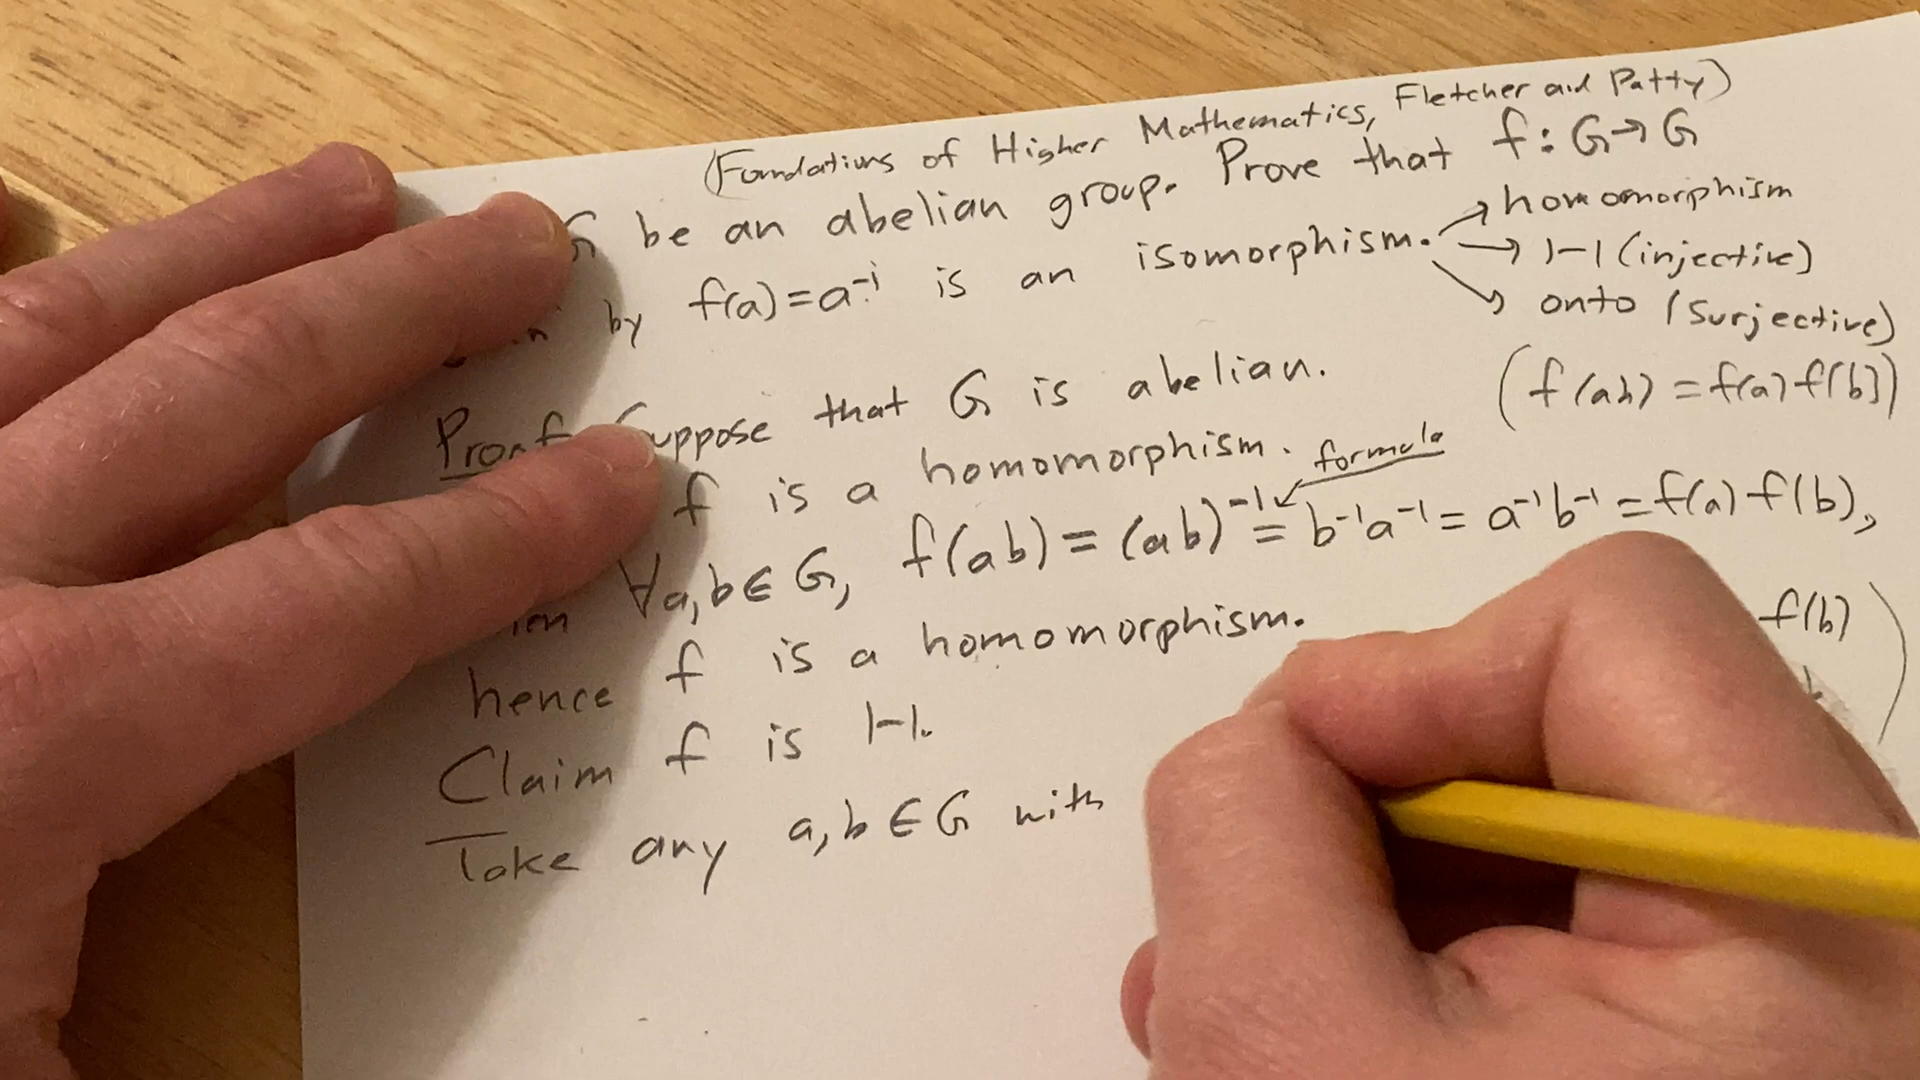 (Foundations of Higher Mathematics, Fletcher and Patty)
G be an abelian group. Prove that f: G→G
by f(a)=a⁻¹ is an isomorphism. → homomorphism
→ 1-1 (injective)
→ onto (surjective)
Proof Suppose that G is abelian. (f(ab) = f(a)f(b))
f is a homomorphism. formula
∀a,b∈G, f(ab) = (ab)⁻¹ = b⁻¹a⁻¹ = a⁻¹b⁻¹ = f(a)f(b),
hence f is a homomorphism. f(b)
Claim f is 1-1.
Take any a,b∈G with